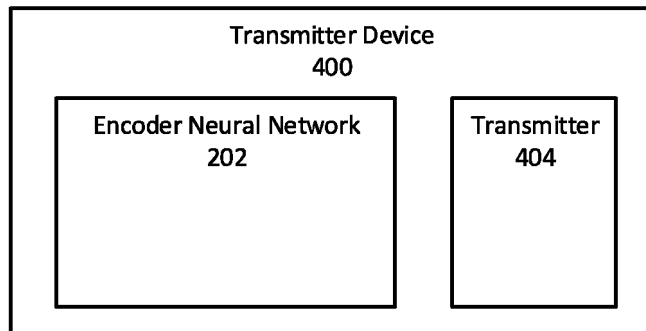 Transmitter Device
400
Encoder Neural Network
202
Transmitter
404